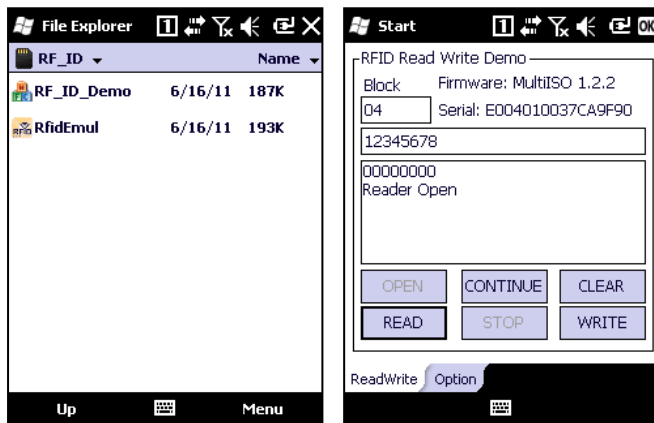 File Explorer
RF_ID
Name
RF_ID_Demo 6/16/11 187K
RfidEmul 6/16/11 193K
Up
Menu
Start
OK
RFID Read Write Demo
Block
Firmware: MultiISO 1.2.2
04
Serial: E004010037CA9F90
12345678
00000000
Reader Open
OPEN CONTINUE CLEAR
READ STOP WRITE
ReadWrite Option